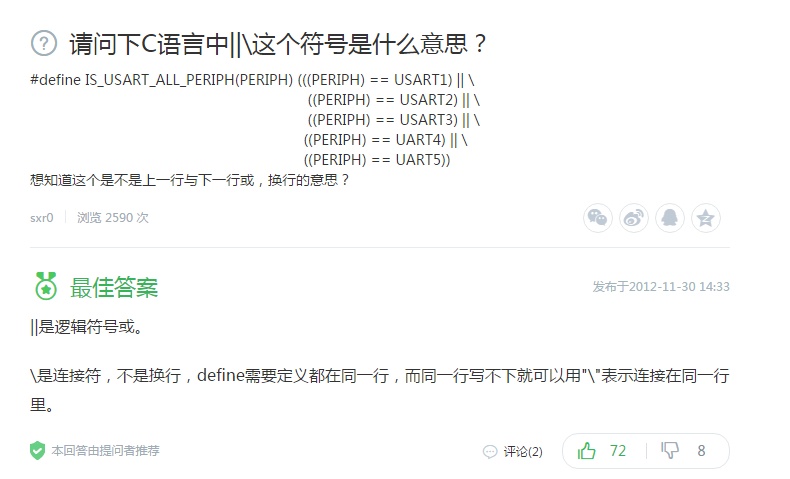 请问下C语言中||\这个符号是什么意思？
#define IS_USART_ALL_PERIPH(PERIPH) (((PERIPH) == USART1) || \
((PERIPH) == USART2) || \
((PERIPH) == USART3) || \
((PERIPH) == UART4) || \
((PERIPH) == UART5))
想知道这个是不是上一行与下一行或，换行的意思？
sxr0 浏览 2590 次
最佳答案 发布于2012-11-30 14:33
||是逻辑符号或。
\是连接符，不是换行，define需要定义都在同一行，而同一行写不下就可以用"\"表示连接在同一行
里。
本回答由提问者推荐 评论(2) 72 8